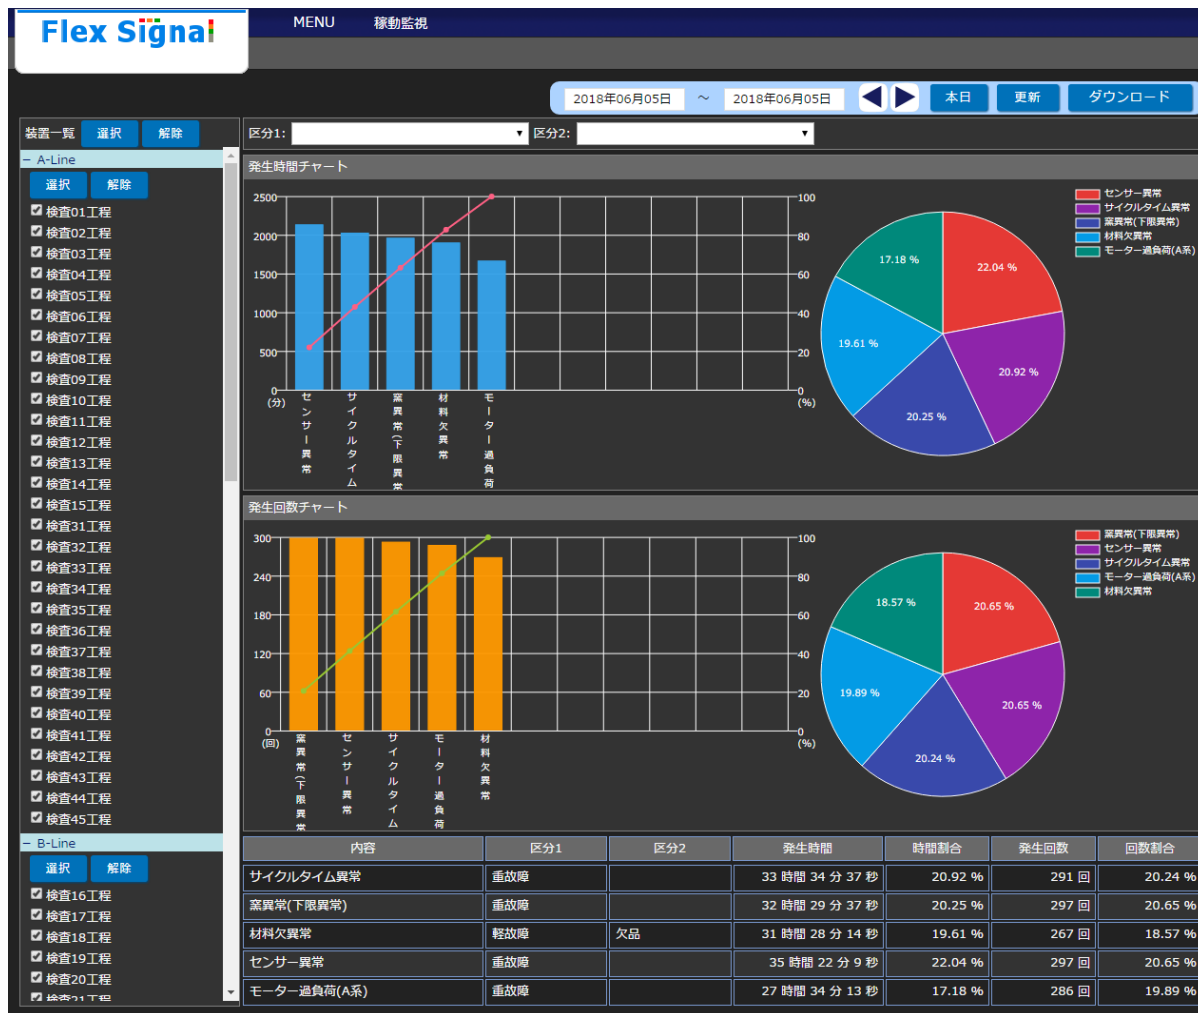 Flex Signal
MENU 稼動監視
2018年06月05日 ～ 2018年06月05日 本日 更新 ダウンロード
装置一覧 選択 解除
区分1: 区分2:
− A-Line
選択 解除
検査01工程
検査02工程
検査03工程
検査04工程
検査05工程
検査06工程
検査07工程
検査08工程
検査09工程
検査10工程
検査11工程
検査12工程
検査13工程
検査14工程
検査15工程
検査31工程
検査32工程
検査33工程
検査34工程
検査35工程
検査36工程
検査37工程
検査38工程
検査39工程
検査40工程
検査41工程
検査42工程
検査43工程
検査44工程
検査45工程
− B-Line
選択 解除
検査16工程
検査17工程
検査18工程
検査19工程
検査20工程
検査21工程
発生時間チャート
2500
2000
1500
1000
500
0
(分)
100
80
60
40
20
0
(%)
センサー異常
サイクルタイム
窯異常(下限異常
材料欠異常
モーター過負荷
22.04 %
20.92 %
20.25 %
19.61 %
17.18 %
センサー異常
サイクルタイム異常
窯異常(下限異常)
材料欠異常
モーター過負荷(A系)
発生回数チャート
300
240
180
120
60
0
(回)
100
80
60
40
20
0
(%)
窯異常(下限異常
センサー異常
サイクルタイム
モーター過負荷
材料欠異常
20.65 %
20.65 %
20.24 %
19.89 %
18.57 %
窯異常(下限異常)
センサー異常
サイクルタイム異常
モーター過負荷(A系)
材料欠異常
内容 区分1 区分2 発生時間 時間割合 発生回数 回数割合
サイクルタイム異常 重故障 33 時間 34 分 37 秒 20.92 % 291 回 20.24 %
窯異常(下限異常) 重故障 32 時間 29 分 37 秒 20.25 % 297 回 20.65 %
材料欠異常 軽故障 欠品 31 時間 28 分 14 秒 19.61 % 267 回 18.57 %
センサー異常 重故障 35 時間 22 分 9 秒 22.04 % 297 回 20.65 %
モーター過負荷(A系) 重故障 27 時間 34 分 13 秒 17.18 % 286 回 19.89 %